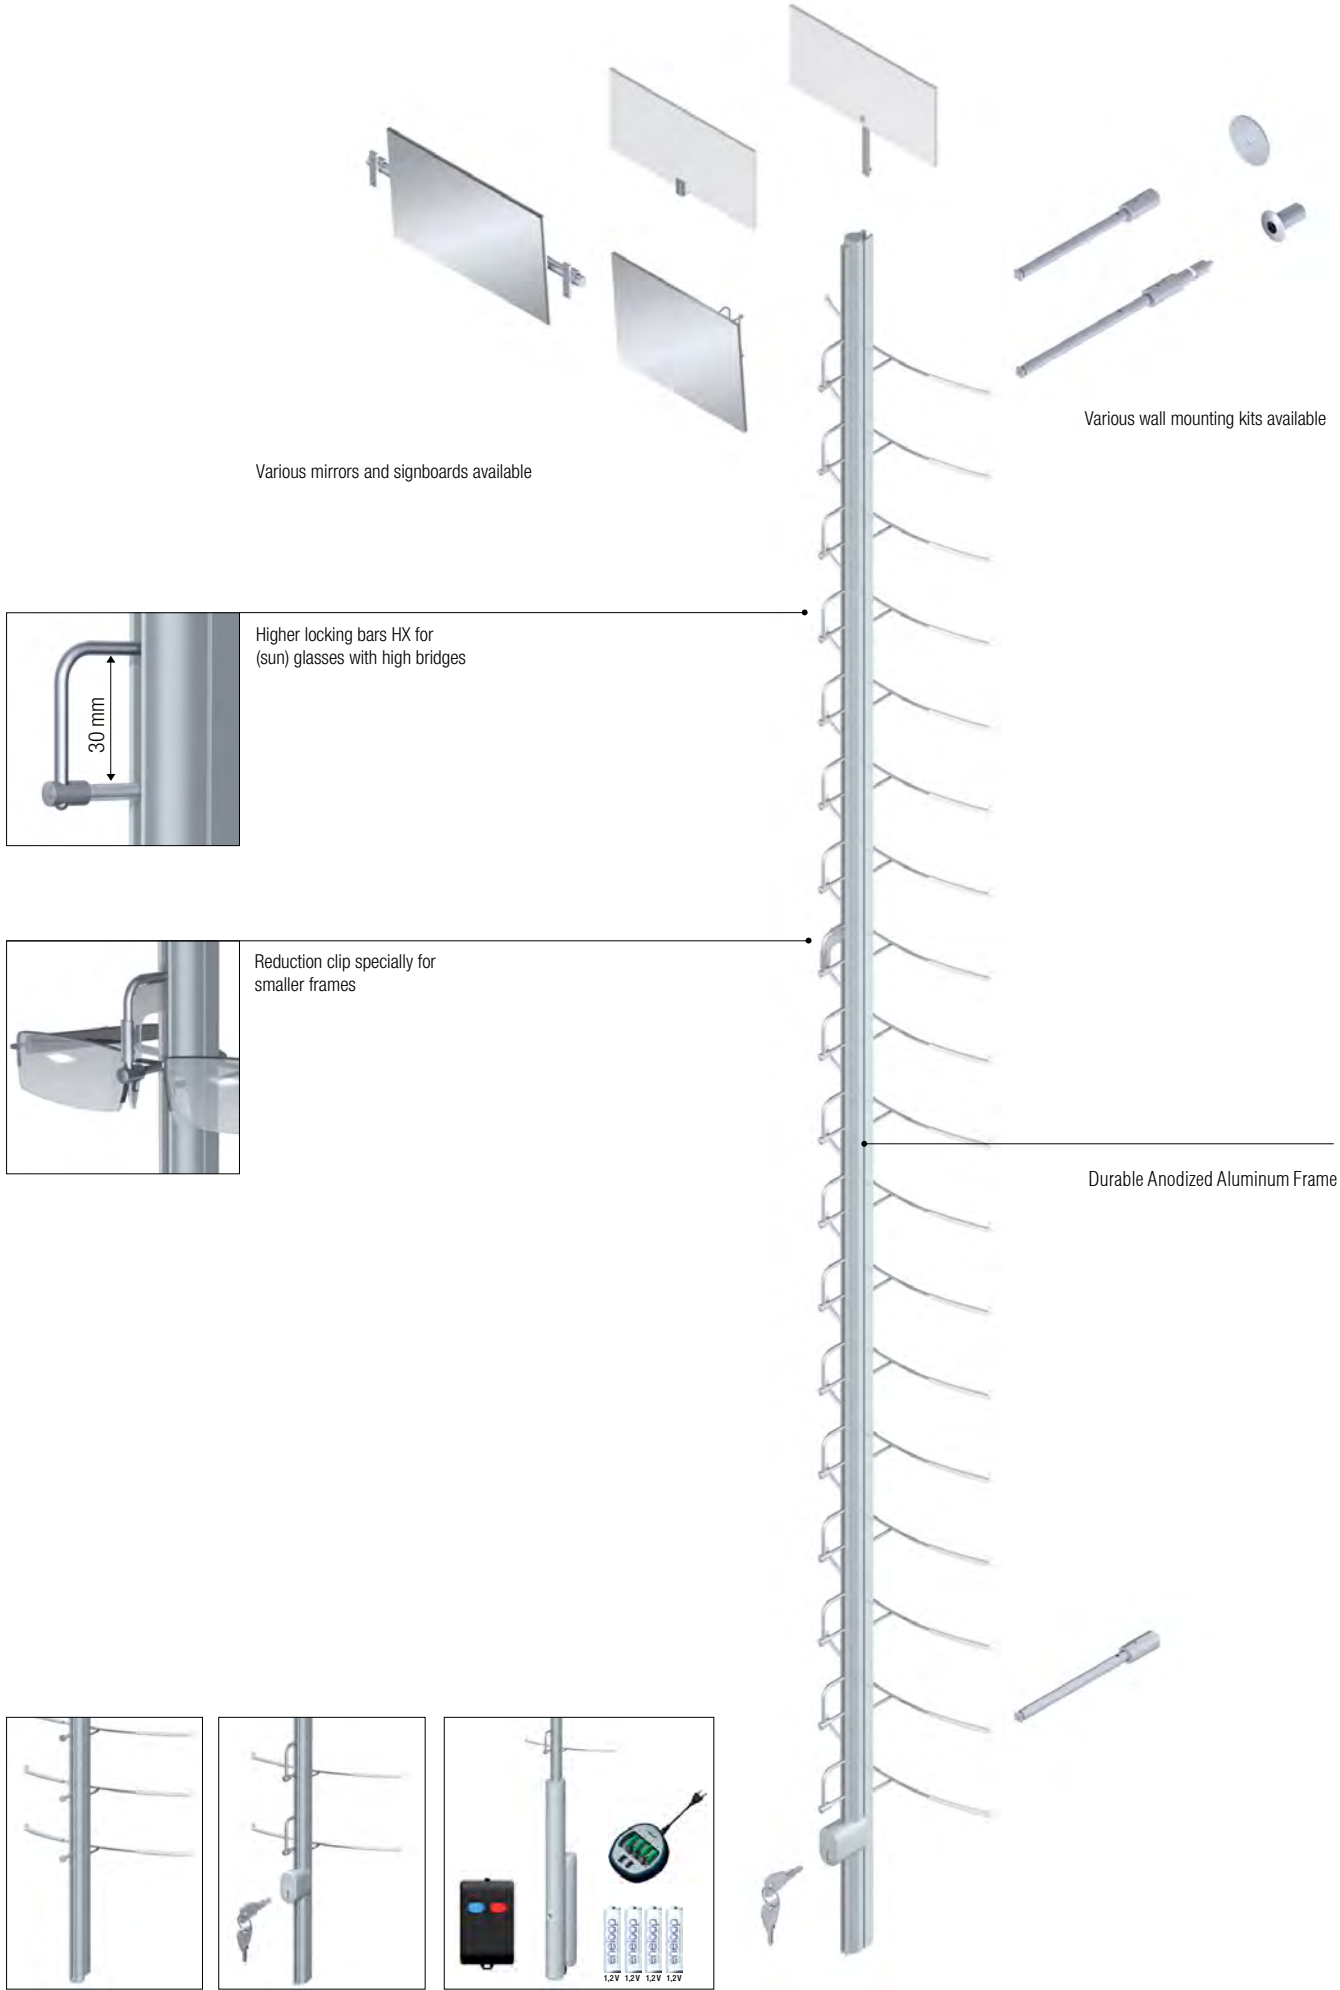 Various wall mounting kits available
Various mirrors and signboards available
Higher locking bars HX for
(sun) glasses with high bridges
30 mm
Reduction clip specially for
smaller frames
Durable Anodized Aluminum Frame
eneloop eneloop eneloop eneloop
1,2V 1,2V 1,2V 1,2V